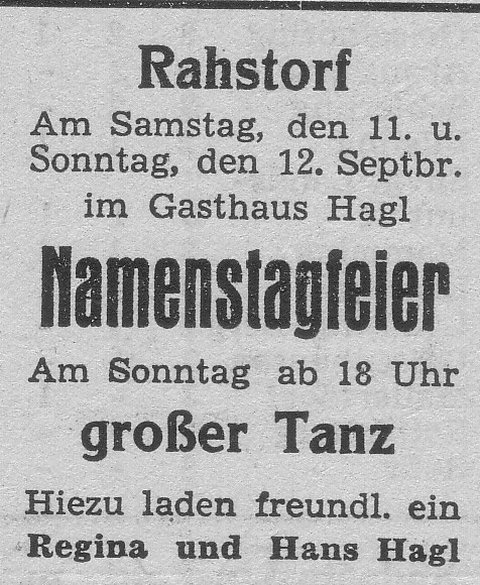 Rahstorf
Am Samstag, den 11. u.
Sonntag, den 12. Septbr.
im Gasthaus Hagl
Namenstagfeier
Am Sonntag ab 18 Uhr
großer Tanz
Hiezu laden freundl. ein
Regina und Hans Hagl